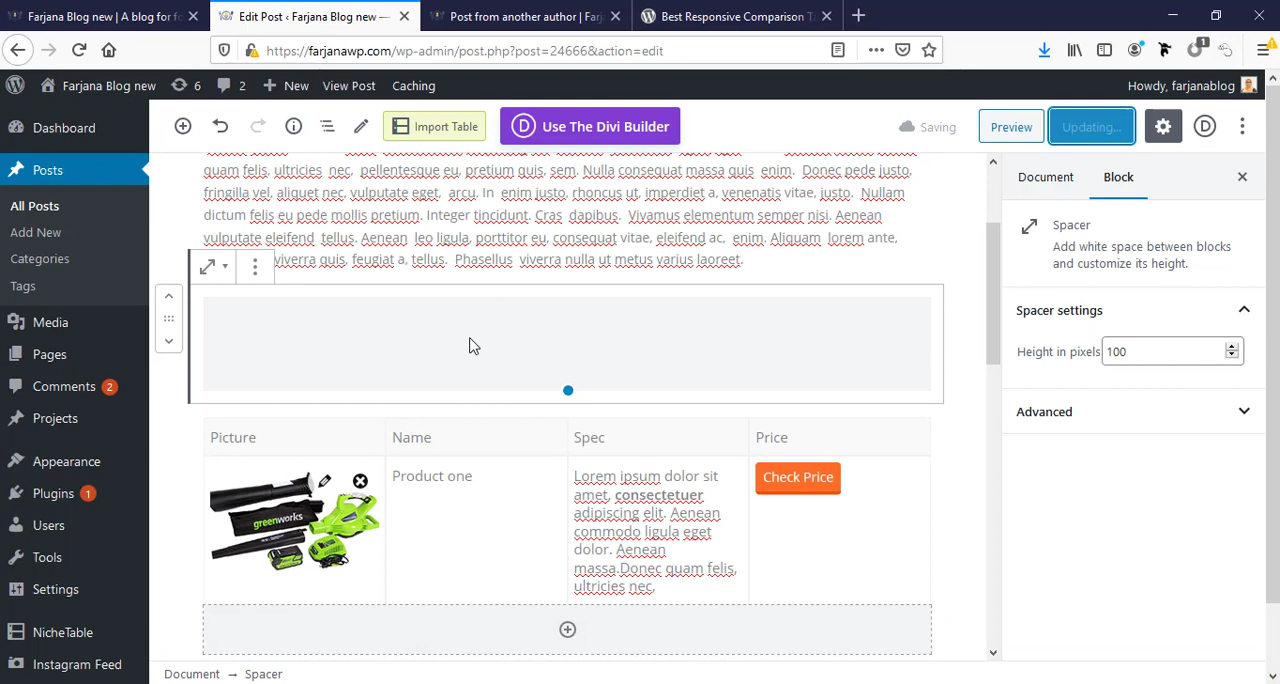 Farjana Blog new | A blog for fo
Edit Post ‹ Farjana Blog new —
Post from another author | Farj
Best Responsive Comparison T
https://farjanawp.com/wp-admin/post.php?post=24666&action=edit
1
Farjana Blog new
6
2
New
View Post
Caching
Howdy, farjanablog
Dashboard
Posts
All Posts
Add New
Categories
Tags
Media
Pages
Comments 2
Projects
Appearance
Plugins 1
Users
Tools
Settings
NicheTable
Instagram Feed
Import Table
D Use The Divi Builder
Saving
Preview
Updating...
D
quam felis, ultricies nec, pellentesque eu, pretium quis, sem. Nulla consequat massa quis enim. Donec pede justo,
fringilla vel, aliquet nec, vulputate eget, arcu. In enim justo, rhoncus ut, imperdiet a, venenatis vitae, justo. Nullam
dictum felis eu pede mollis pretium. Integer tincidunt. Cras dapibus. Vivamus elementum semper nisi. Aenean
vulputate eleifend tellus. Aenean leo ligula, porttitor eu, consequat vitae, eleifend ac, enim. Aliquam lorem ante,
viverra quis, feugiat a, tellus. Phasellus viverra nulla ut metus varius laoreet.
Picture
Name
Spec
Price
greenworks
Product one
Lorem ipsum dolor sit
amet, consectetuer
adipiscing elit. Aenean
commodo ligula eget
dolor. Aenean
massa.Donec quam felis,
ultricies nec,
Check Price
Document
Block
Spacer
Add white space between blocks
and customize its height.
Spacer settings
Height in pixels 100
Advanced
Document → Spacer